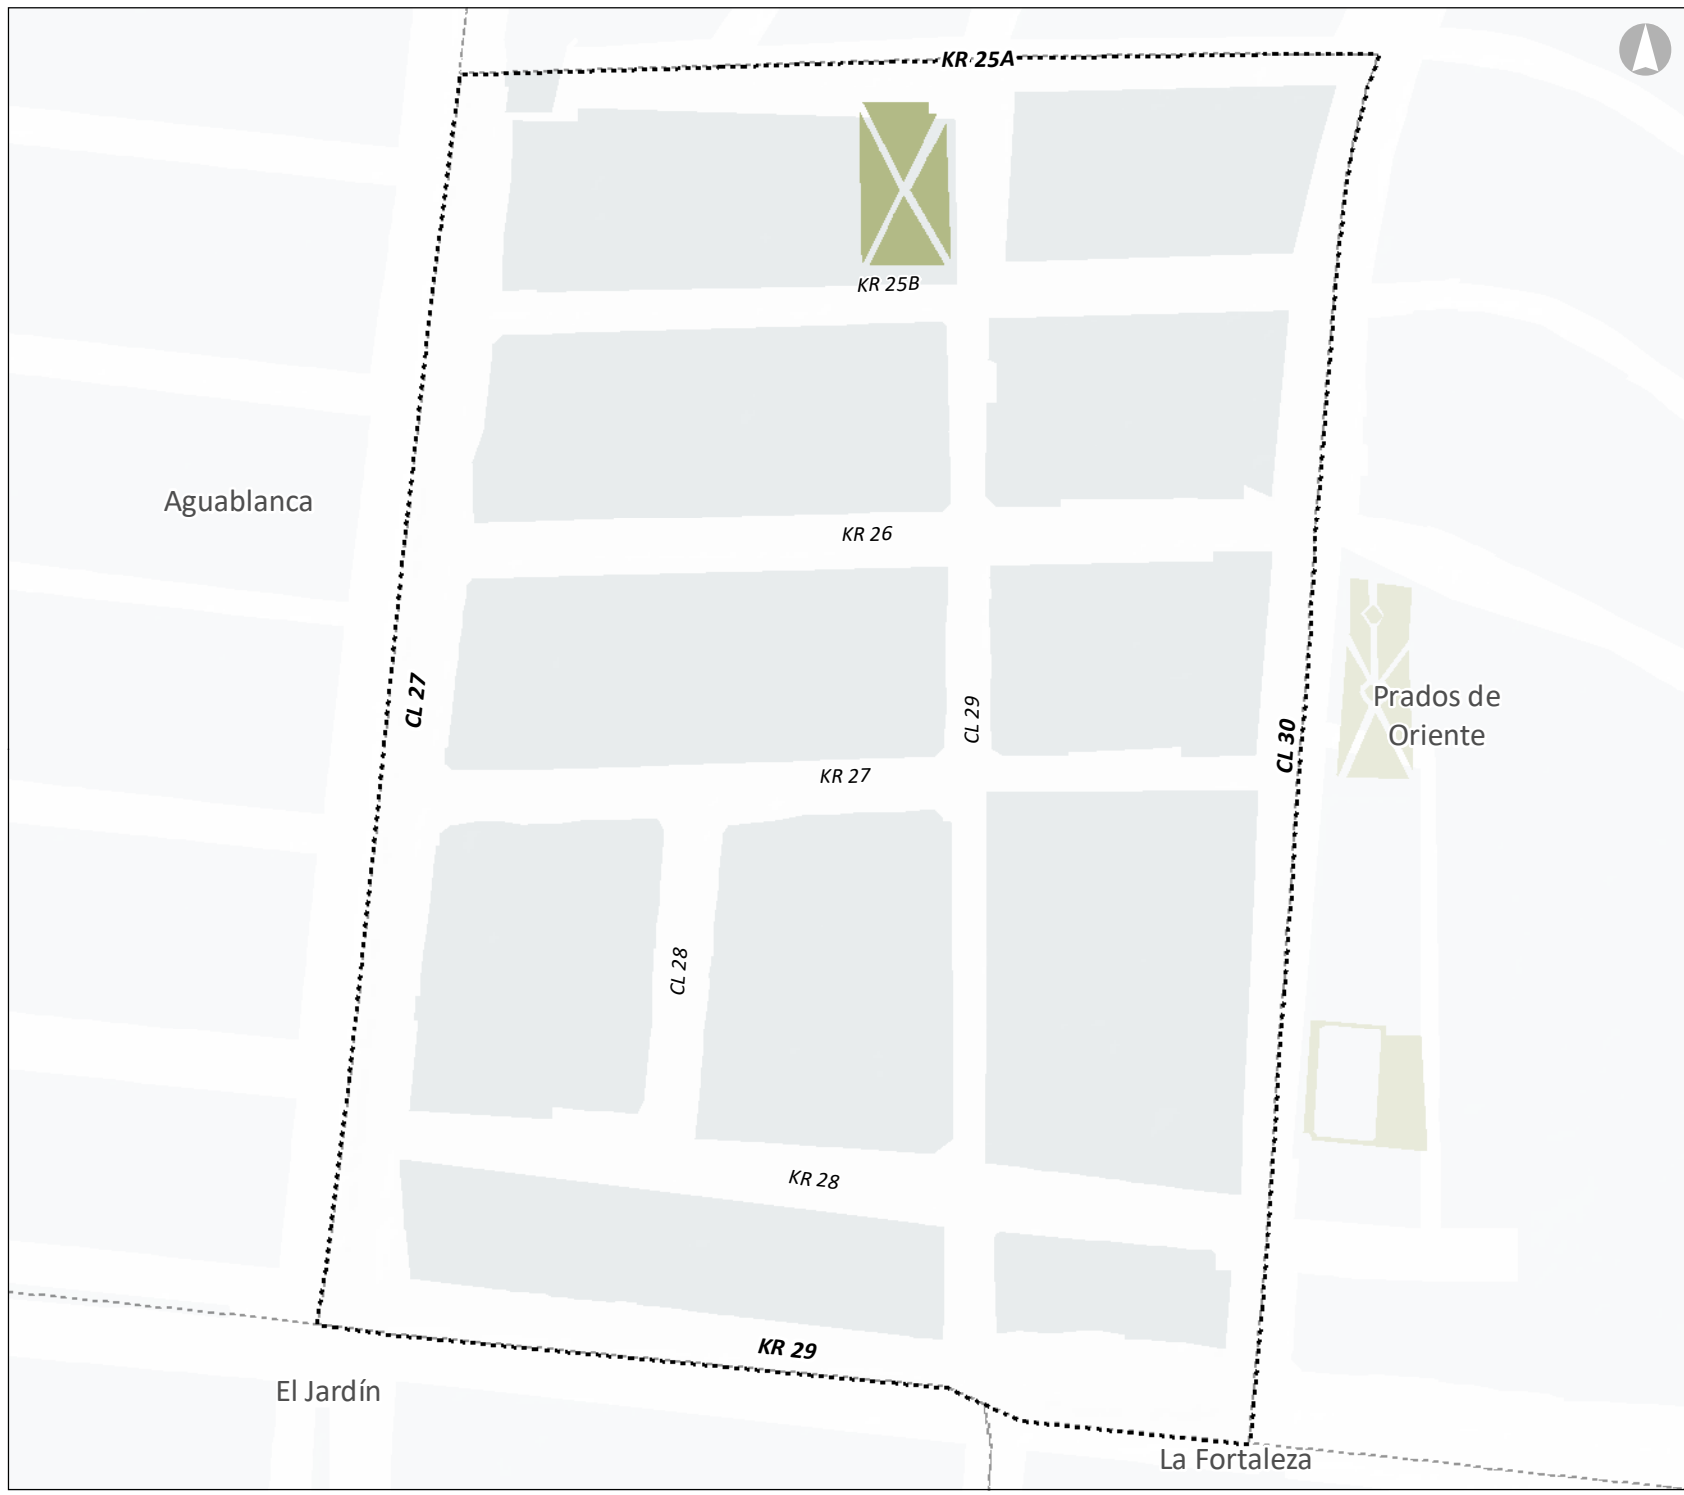 KR 25A
KR 25B
Aguablanca
KR 26
CL 27
CL 29
Prados de
Oriente
CL 30
KR 27
CL 28
KR 28
KR 29
El Jardín
La Fortaleza